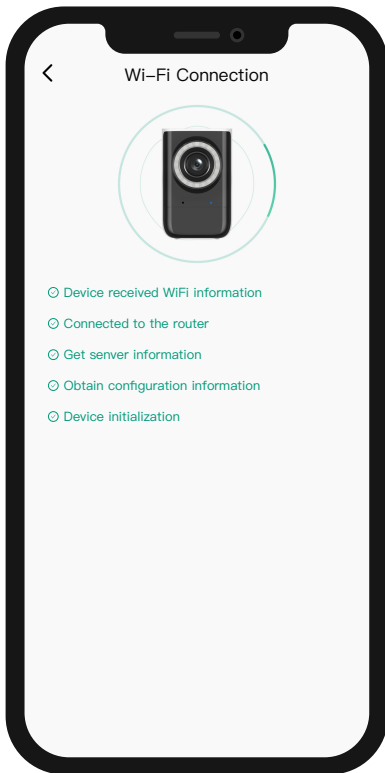 Wi-Fi Connection
Device received WiFi information
Connected to the router
Get senver information
Obtain configuration information
Device initialization